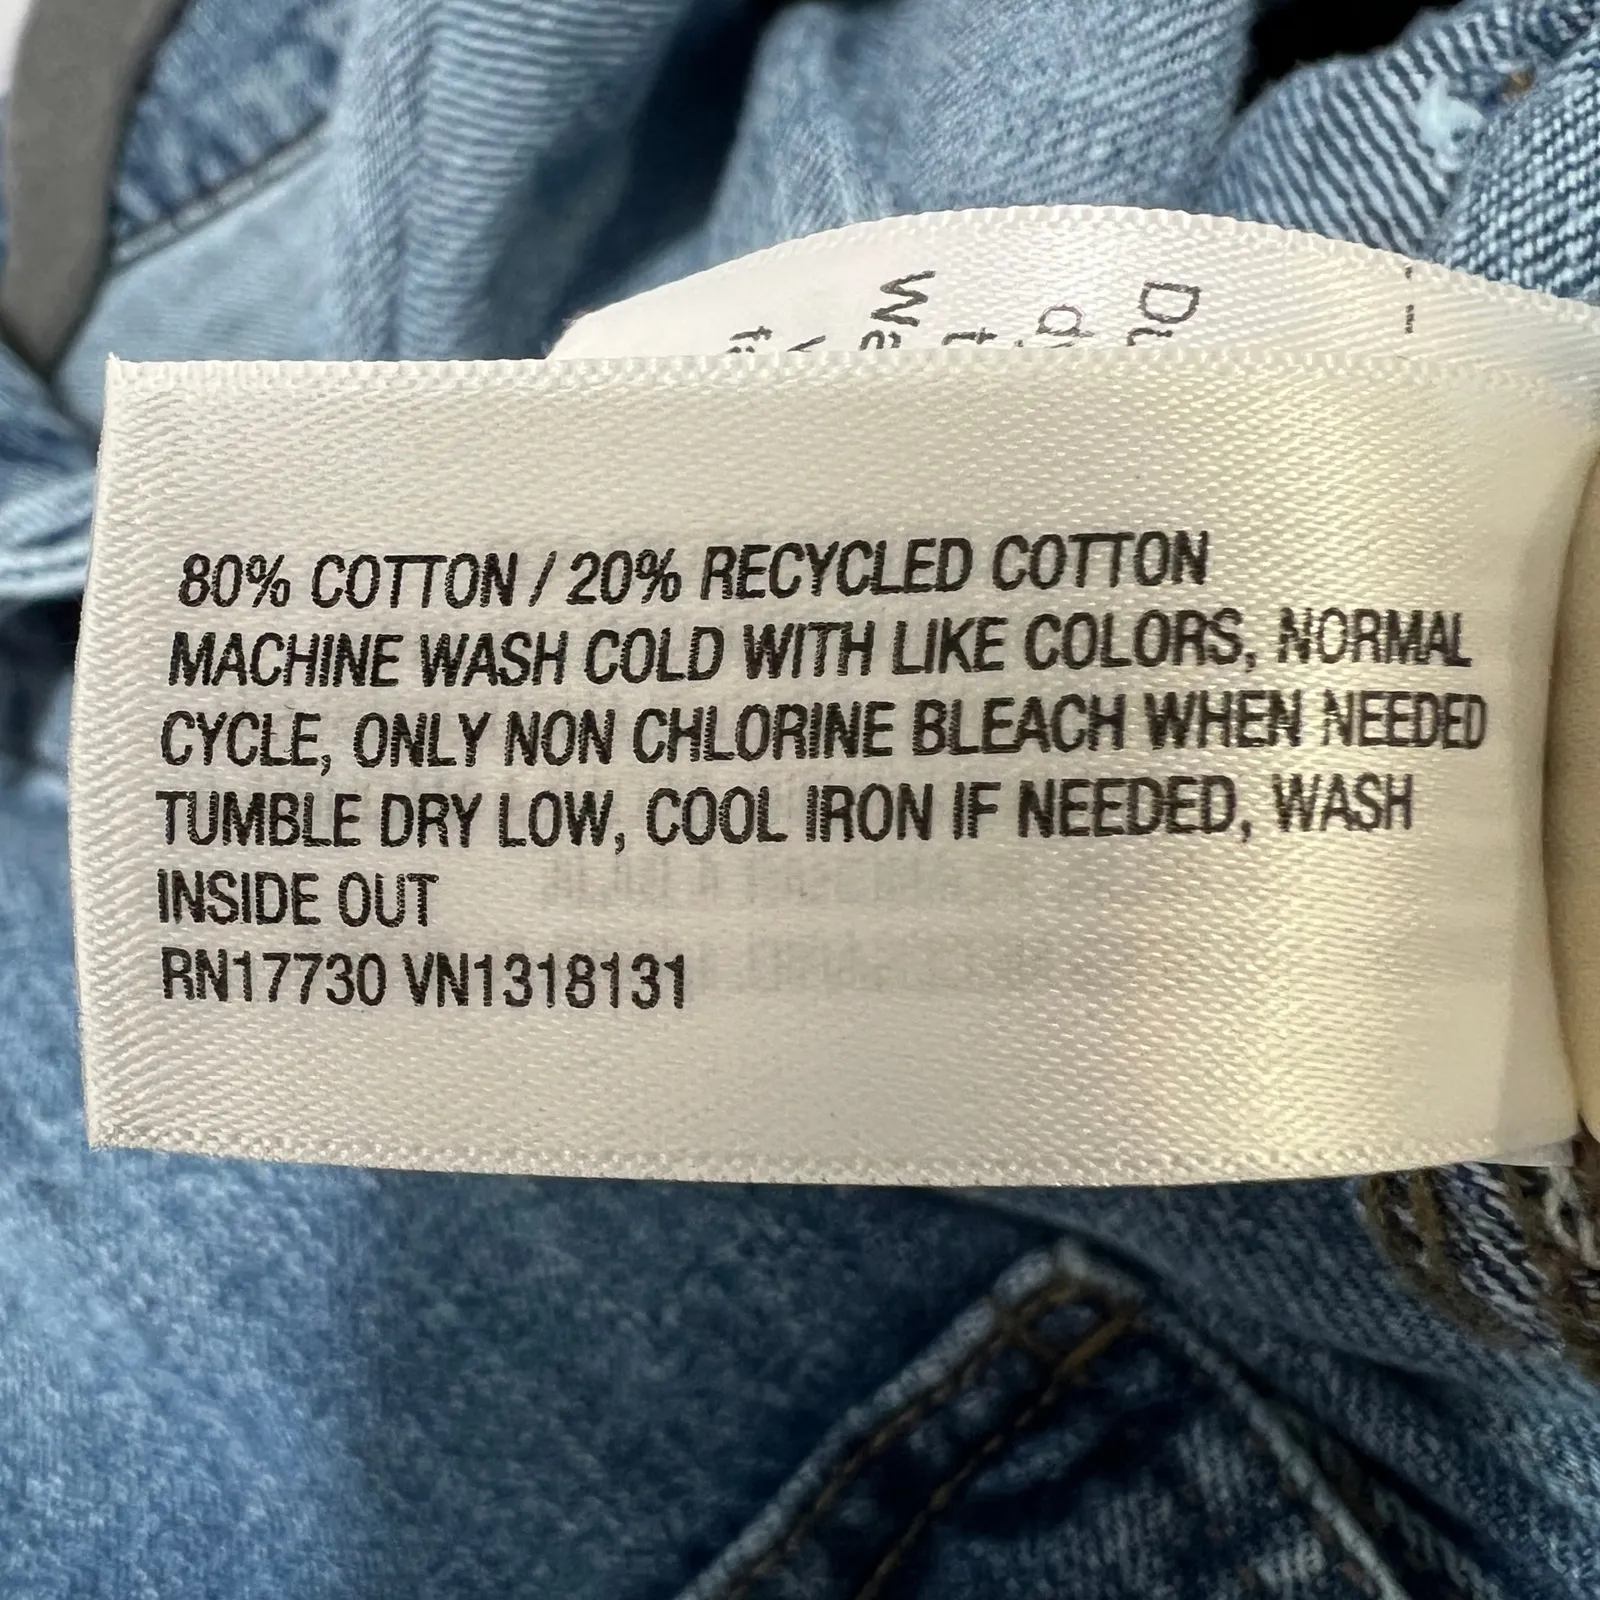 80% COTTON / 20% RECYCLED COTTON
MACHINE WASH COLD WITH LIKE COLORS, NORMAL
CYCLE, ONLY NON CHLORINE BLEACH WHEN NEEDED
TUMBLE DRY LOW, COOL IRON IF NEEDED, WASH
INSIDE OUT
RN17730 VN1318131